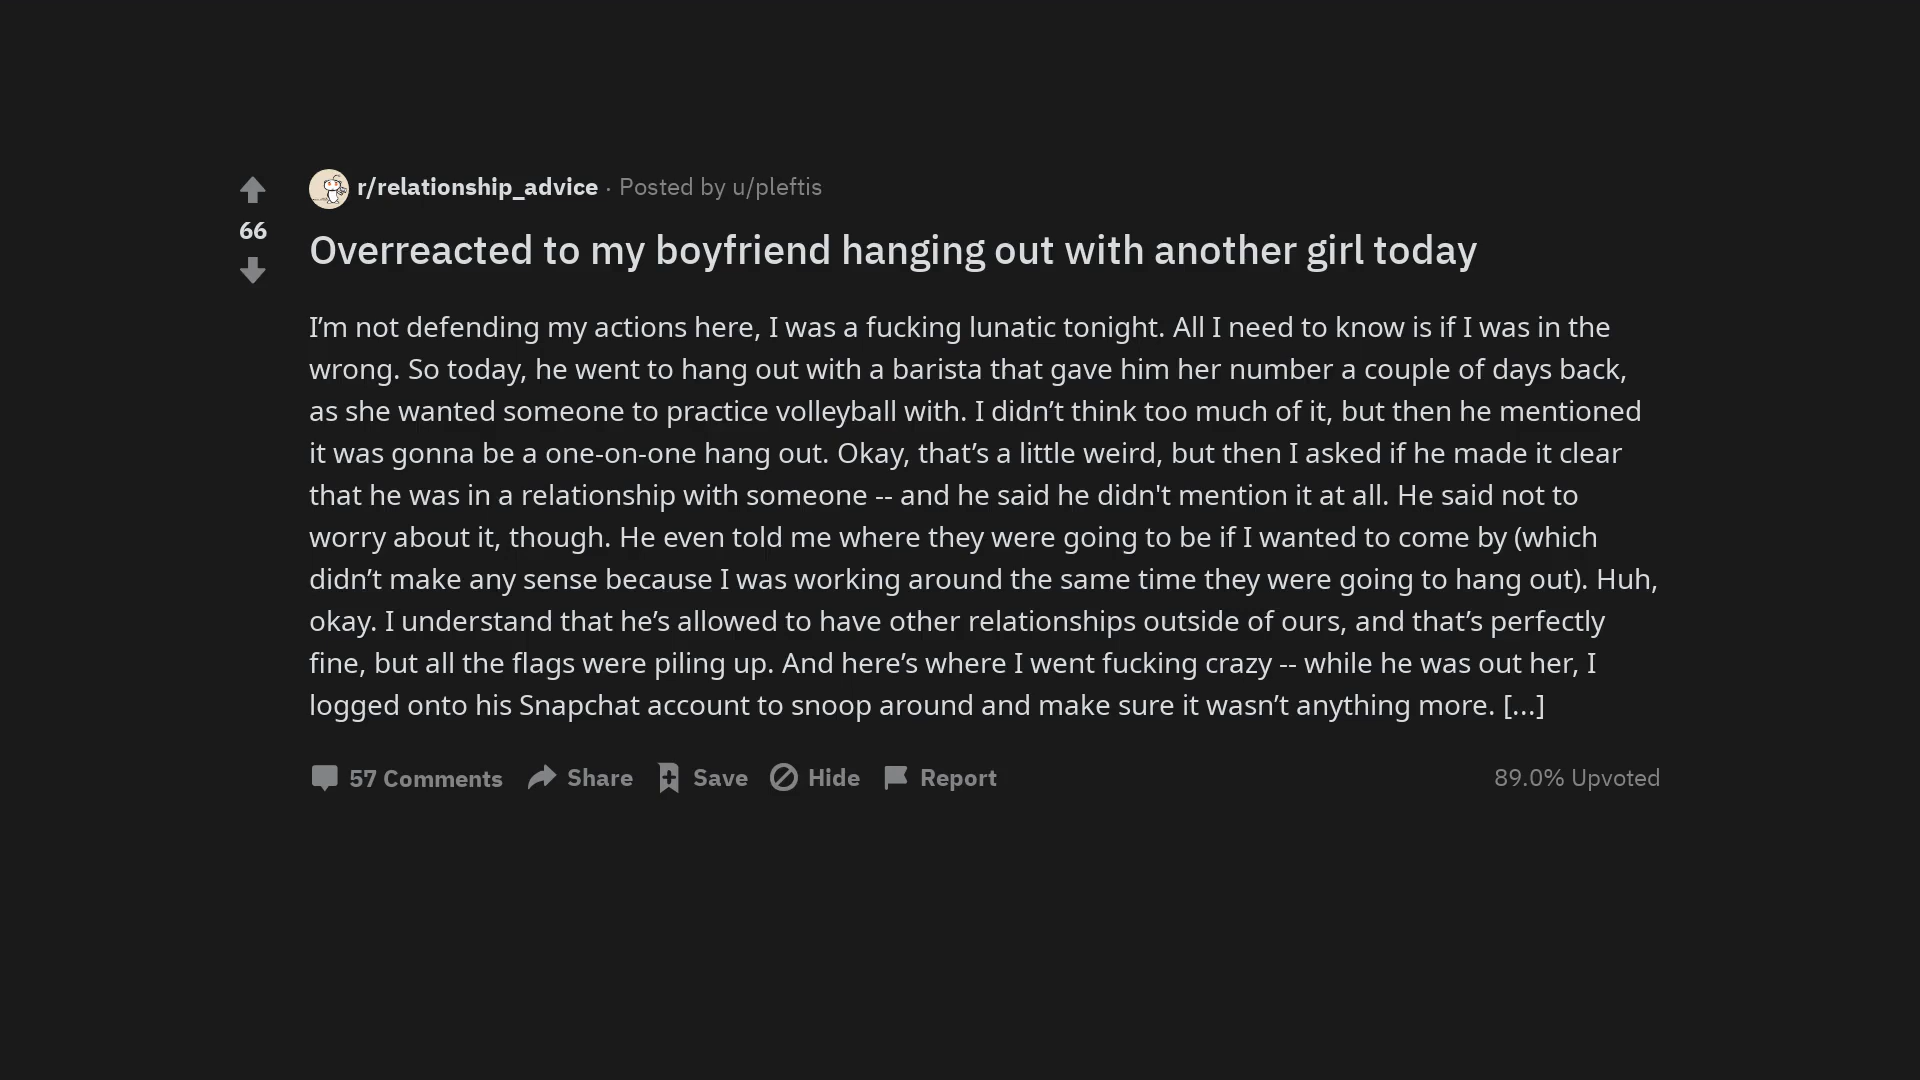 r/relationship_advice · Posted by u/pleftis
66
Overreacted to my boyfriend hanging out with another girl today
I’m not defending my actions here, I was a fucking lunatic tonight. All I need to know is if I was in the
wrong. So today, he went to hang out with a barista that gave him her number a couple of days back,
as she wanted someone to practice volleyball with. I didn’t think too much of it, but then he mentioned
it was gonna be a one-on-one hang out. Okay, that’s a little weird, but then I asked if he made it clear
that he was in a relationship with someone -- and he said he didn't mention it at all. He said not to
worry about it, though. He even told me where they were going to be if I wanted to come by (which
didn’t make any sense because I was working around the same time they were going to hang out). Huh,
okay. I understand that he’s allowed to have other relationships outside of ours, and that’s perfectly
fine, but all the flags were piling up. And here’s where I went fucking crazy -- while he was out her, I
logged onto his Snapchat account to snoop around and make sure it wasn’t anything more. [...]
57 Comments Share Save Hide Report 89.0% Upvoted